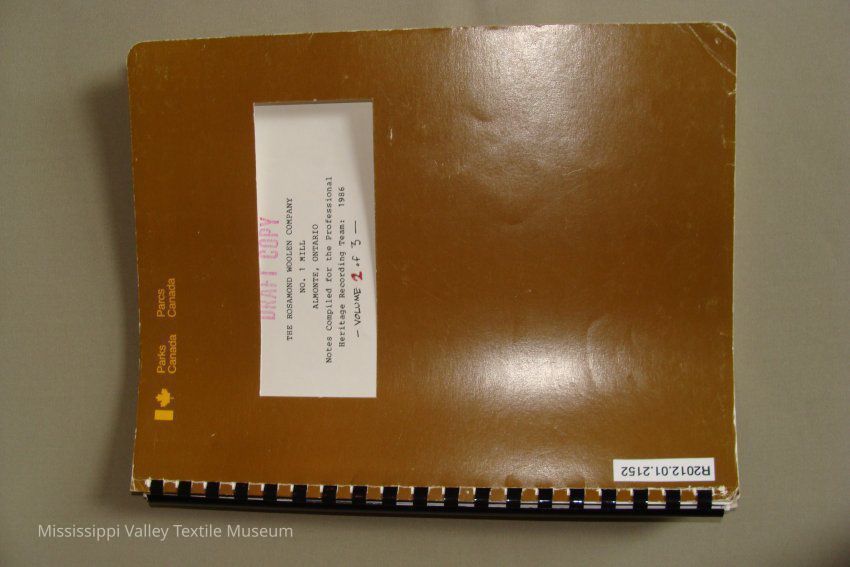 Parks
Canada
Parcs
Canada
DRAFT COPY
THE ROSAMOND WOOLEN COMPANY
NO. 1 MILL
ALMONTE, ONTARIO
Notes Compiled for the Professional
Heritage Recording Team: 1986
— VOLUME 2 of 3 —
R2012.01.2152
Mississippi Valley Textile Museum